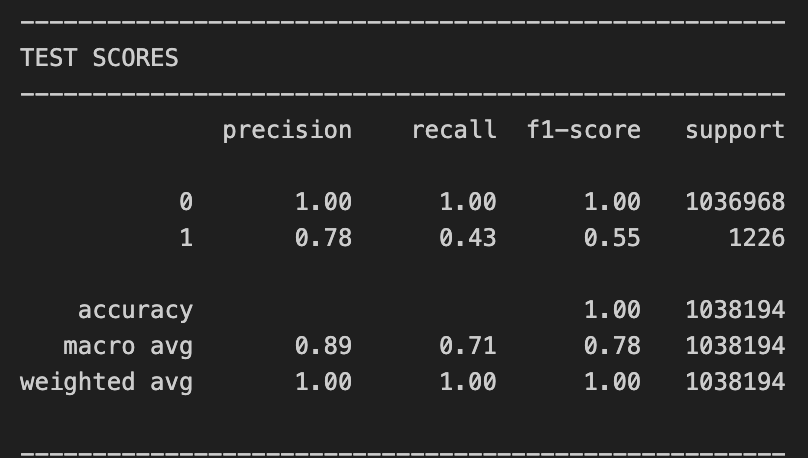 -----------------------------------------------------
TEST SCORES
-----------------------------------------------------
              precision    recall  f1-score   support

           0       1.00      1.00      1.00   1036968
           1       0.78      0.43      0.55      1226

    accuracy                           1.00   1038194
   macro avg       0.89      0.71      0.78   1038194
weighted avg       1.00      1.00      1.00   1038194

-----------------------------------------------------